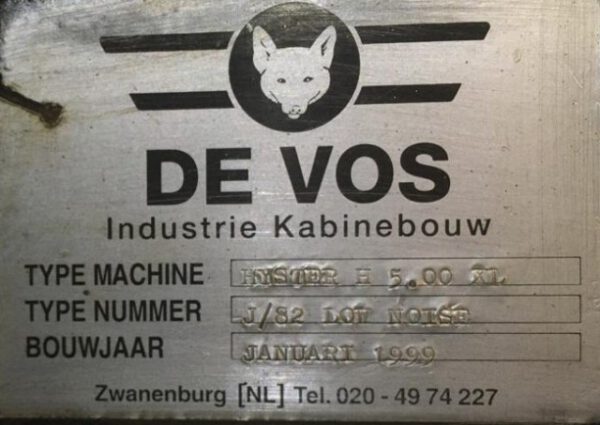 DE VOS
Industrie Kabinebouw
TYPE MACHINE HYSTER H 5.00 XL
TYPE NUMMER J/82 LOW NOISE
BOUWJAAR JANUARI 1999
Zwanenburg [NL] Tel. 020 - 49 74 227